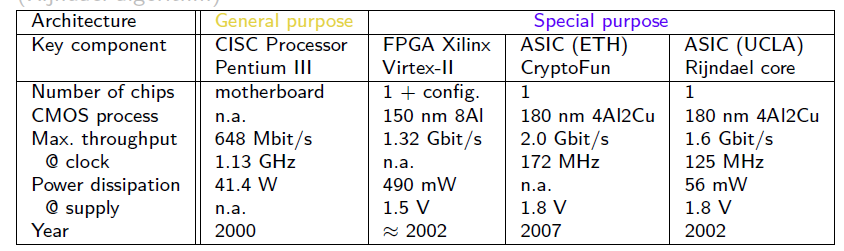 (Rijndael algorithm)
Architecture General purpose Special purpose
Key component CISC Processor FPGA Xilinx ASIC (ETH) ASIC (UCLA)
Pentium III Virtex-II CryptoFun Rijndael core
Number of chips motherboard 1 + config. 1 1
CMOS process n.a. 150 nm 8Al 180 nm 4Al2Cu 180 nm 4Al2Cu
Max. throughput 648 Mbit/s 1.32 Gbit/s 2.0 Gbit/s 1.6 Gbit/s
@ clock 1.13 GHz n.a. 172 MHz 125 MHz
Power dissipation 41.4 W 490 mW n.a. 56 mW
@ supply n.a. 1.5 V 1.8 V 1.8 V
Year 2000 ≈ 2002 2007 2002